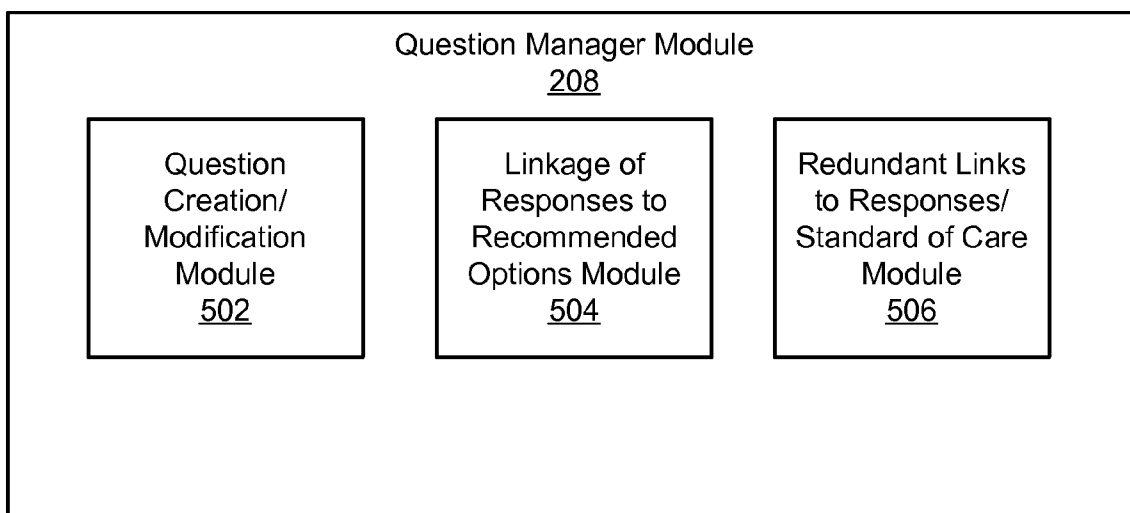 Question Manager Module
208
Question
Creation/
Modification
Module
502
Linkage of
Responses to
Recommended
Options Module
504
Redundant Links
to Responses/
Standard of Care
Module
506